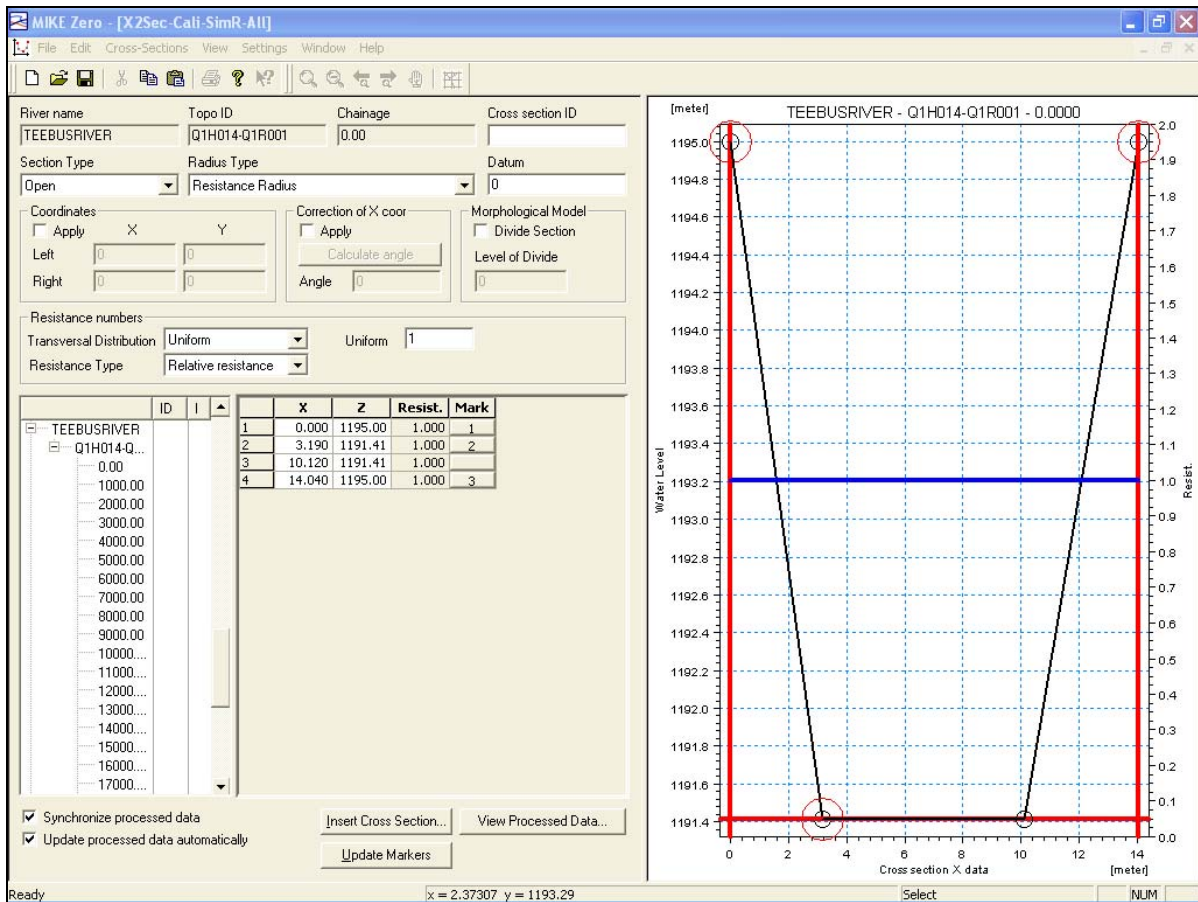 MIKE Zero - [X2Sec-Cali-SimR-All]
File Edit Cross-Sections View Settings Window Help
River name Topo ID Chainage Cross section ID
TEEBUSRIVER Q1H014-Q1R001 0.00
Section Type Radius Type Datum
Open Resistance Radius 0
Coordinates Correction of X coor Morphological Model
Apply X Y Apply Divide Section
Left 0 0 Calculate angle Level of Divide
Right 0 0 Angle 0 0
Resistance numbers
Transversal Distribution Uniform Uniform 1
Resistance Type Relative resistance
ID I
TEEBUSRIVER
Q1H014-Q...
0.00
1000.00
2000.00
3000.00
4000.00
5000.00
6000.00
7000.00
8000.00
9000.00
10000....
11000....
12000....
13000....
14000....
15000....
16000....
17000....
X Z Resist. Mark
1 0.000 1195.00 1.000 1
2 3.190 1191.41 1.000 2
3 10.120 1191.41 1.000
4 14.040 1195.00 1.000 3
Synchronize processed data
Update processed data automatically
Insert Cross Section... View Processed Data...
Update Markers
[meter] TEEBUSRIVER - Q1H014-Q1R001 - 0.0000
1195.0
1194.8
1194.6
1194.4
1194.2
1194.0
1193.8
1193.6
1193.4
1193.2
1193.0
1192.8
1192.6
1192.4
1192.2
1192.0
1191.8
1191.6
1191.4
Water Level
2.0
1.9
1.8
1.7
1.6
1.5
1.4
1.3
1.2
1.1
1.0
0.9
0.8
0.7
0.6
0.5
0.4
0.3
0.2
0.1
0.0
Resist.
0 2 4 6 8 10 12 14
Cross section X data [meter]
Ready x = 2.37307 y = 1193.29 Select NUM